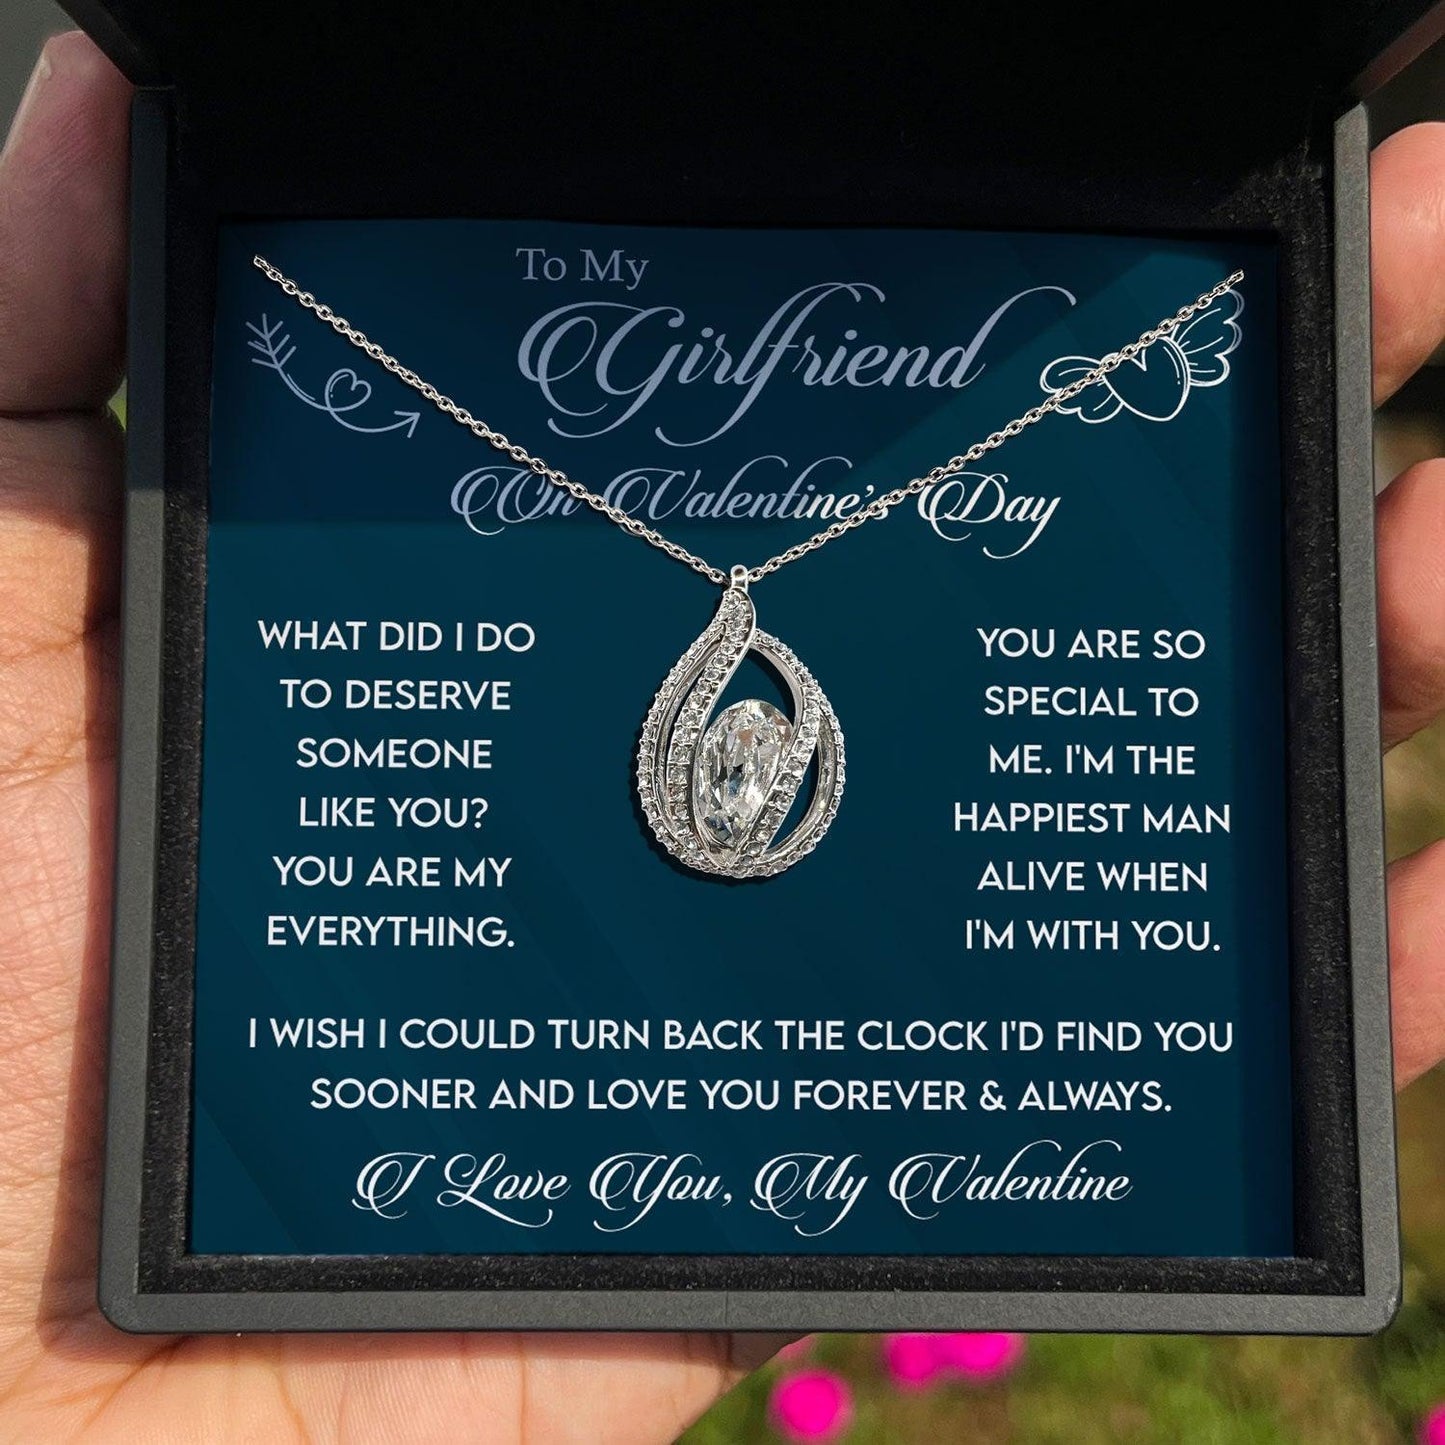 To My
Girlfriend
On Valentine's Day
WHAT DID I DO
TO DESERVE
SOMEONE
LIKE YOU?
YOU ARE MY
EVERYTHING.
YOU ARE SO
SPECIAL TO
ME. I'M THE
HAPPIEST MAN
ALIVE WHEN
I'M WITH YOU.
I WISH I COULD TURN BACK THE CLOCK I'D FIND YOU
SOONER AND LOVE YOU FOREVER & ALWAYS.
I Love You, My Valentine